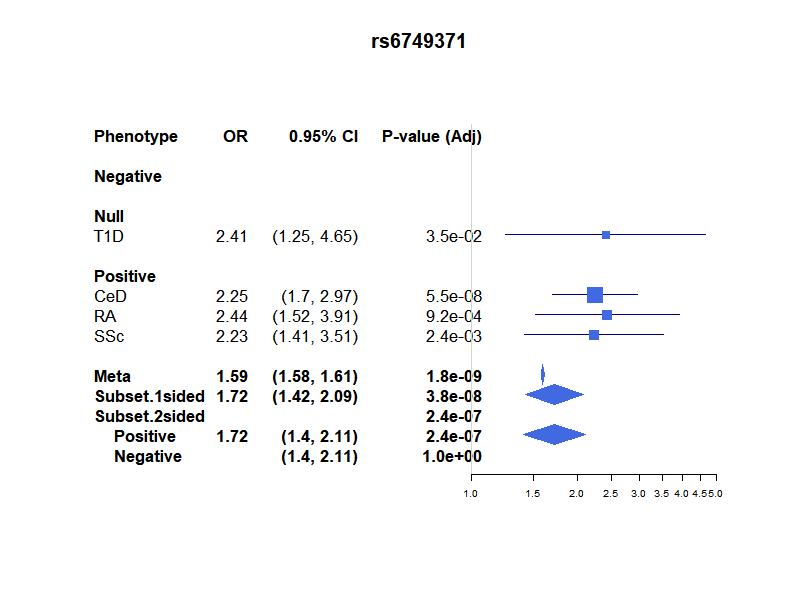 rs6749371
Phenotype OR 0.95% CI P-value (Adj)
Negative
Null
T1D 2.41 (1.25, 4.65) 3.5e-02
Positive
CeD 2.25 (1.7, 2.97) 5.5e-08
RA 2.44 (1.52, 3.91) 9.2e-04
SSc 2.23 (1.41, 3.51) 2.4e-03
Meta 1.59 (1.58, 1.61) 1.8e-09
Subset.1sided 1.72 (1.42, 2.09) 3.8e-08
Subset.2sided 2.4e-07
Positive 1.72 (1.4, 2.11) 2.4e-07
Negative (1.4, 2.11) 1.0e+00
1.0 1.5 2.0 2.5 3.0 3.5 4.0 4.5 5.0